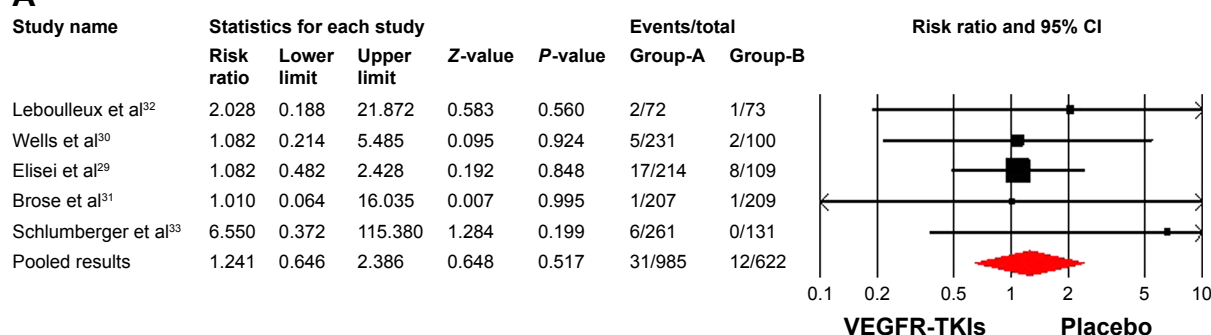 A
Study name Statistics for each study Events/total Risk ratio and 95% CI
Risk ratio Lower limit Upper limit Z-value P-value Group-A Group-B
Leboulleux et al32 2.028 0.188 21.872 0.583 0.560 2/72 1/73
Wells et al30 1.082 0.214 5.485 0.095 0.924 5/231 2/100
Elisei et al29 1.082 0.482 2.428 0.192 0.848 17/214 8/109
Brose et al31 1.010 0.064 16.035 0.007 0.995 1/207 1/209
Schlumberger et al33 6.550 0.372 115.380 1.284 0.199 6/261 0/131
Pooled results 1.241 0.646 2.386 0.648 0.517 31/985 12/622
0.1 0.2 0.5 1 2 5 10
VEGFR-TKIs Placebo